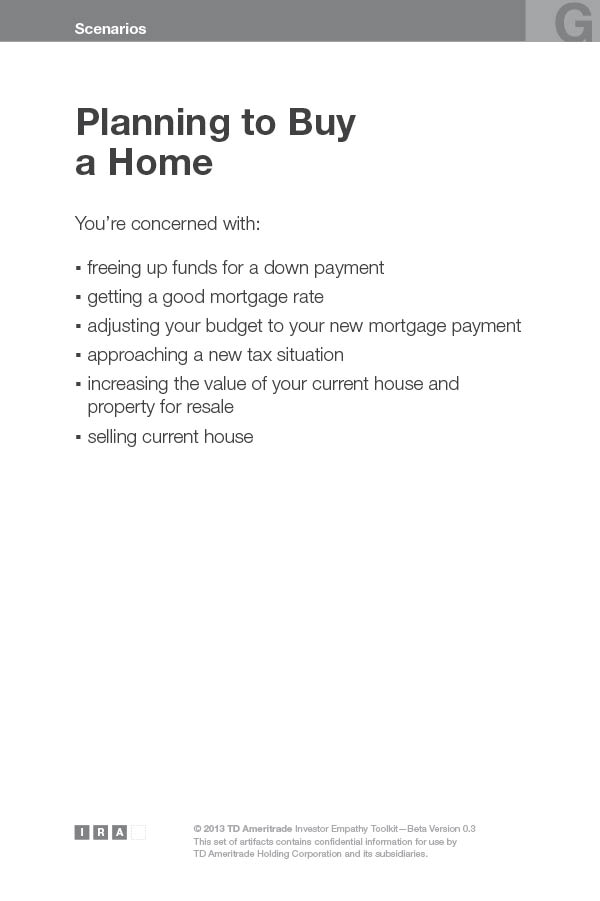 Scenarios
G
Planning to Buy
a Home
You’re concerned with:
▪ freeing up funds for a down payment
▪ getting a good mortgage rate
▪ adjusting your budget to your new mortgage payment
▪ approaching a new tax situation
▪ increasing the value of your current house and
property for resale
▪ selling current house
I R A
© 2013 TD Ameritrade Investor Empathy Toolkit—Beta Version 0.3
This set of artifacts contains confidential information for use by
TD Ameritrade Holding Corporation and its subsidiaries.